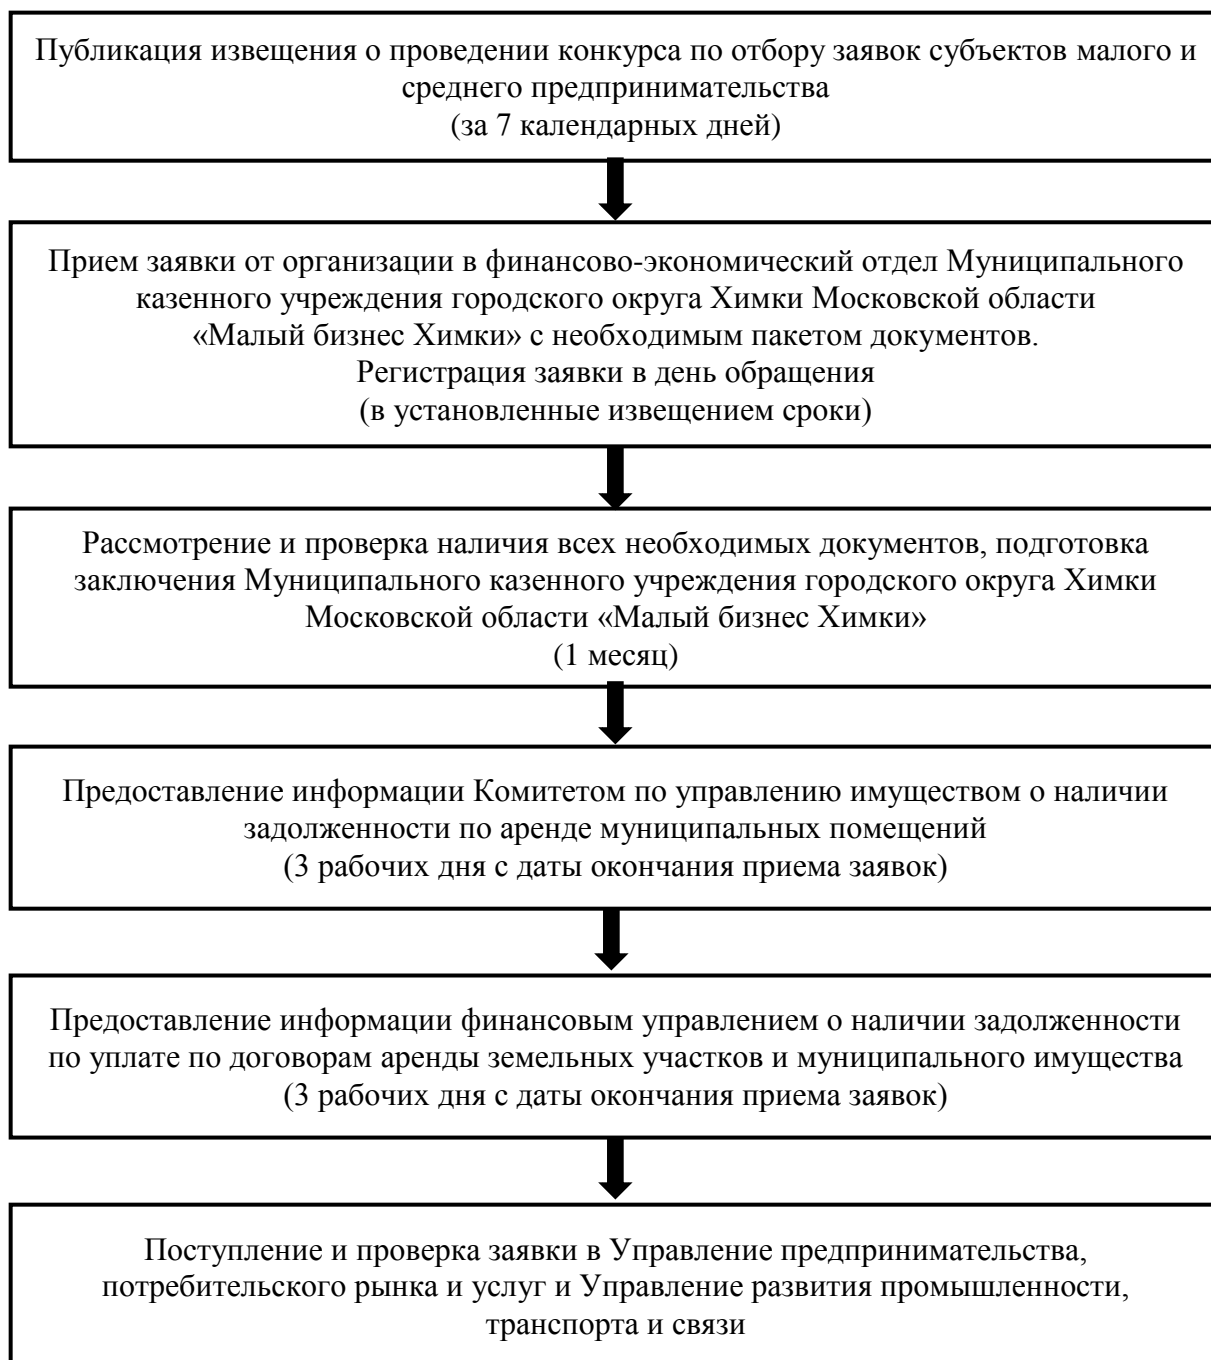 Публикация извещения о проведении конкурса по отбору заявок субъектов малого и
среднего предпринимательства
(за 7 календарных дней)
Прием заявки от организации в финансово-экономический отдел Муниципального
казенного учреждения городского округа Химки Московской области
«Малый бизнес Химки» с необходимым пакетом документов.
Регистрация заявки в день обращения
(в установленные извещением сроки)
Рассмотрение и проверка наличия всех необходимых документов, подготовка
заключения Муниципального казенного учреждения городского округа Химки
Московской области «Малый бизнес Химки»
(1 месяц)
Предоставление информации Комитетом по управлению имуществом о наличии
задолженности по аренде муниципальных помещений
(3 рабочих дня с даты окончания приема заявок)
Предоставление информации финансовым управлением о наличии задолженности
по уплате по договорам аренды земельных участков и муниципального имущества
(3 рабочих дня с даты окончания приема заявок)
Поступление и проверка заявки в Управление предпринимательства,
потребительского рынка и услуг и Управление развития промышленности,
транспорта и связи